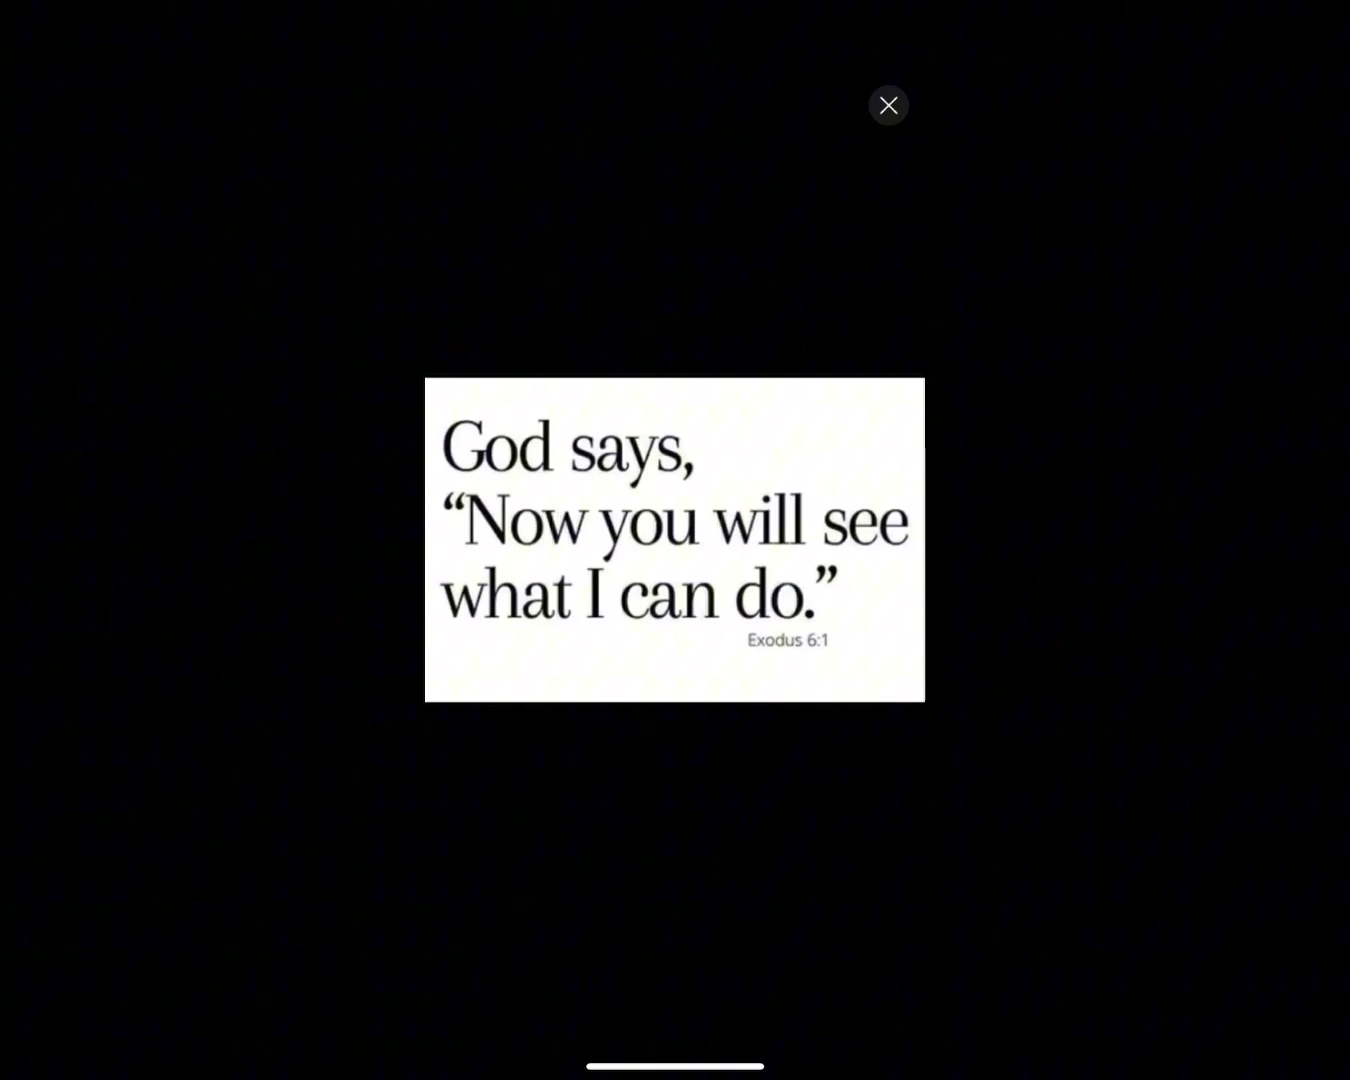 God says,
“Now you will see
what I can do.”
Exodus 6:1